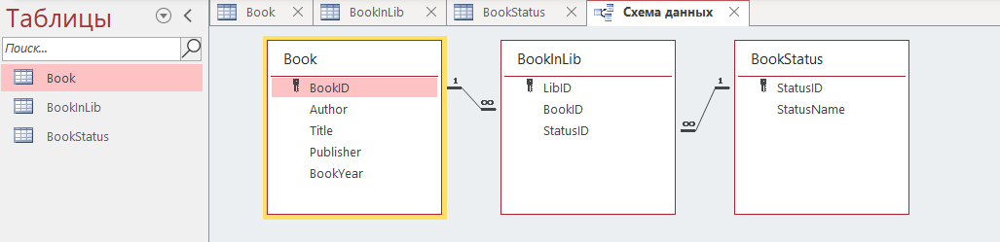 Таблицы
Поиск...
Book
BookInLib
BookStatus
Book
BookInLib
BookStatus
Схема данных
Book
BookID
Author
Title
Publisher
BookYear
1
∞
BookInLib
LibID
BookID
StatusID
∞
1
BookStatus
StatusID
StatusName